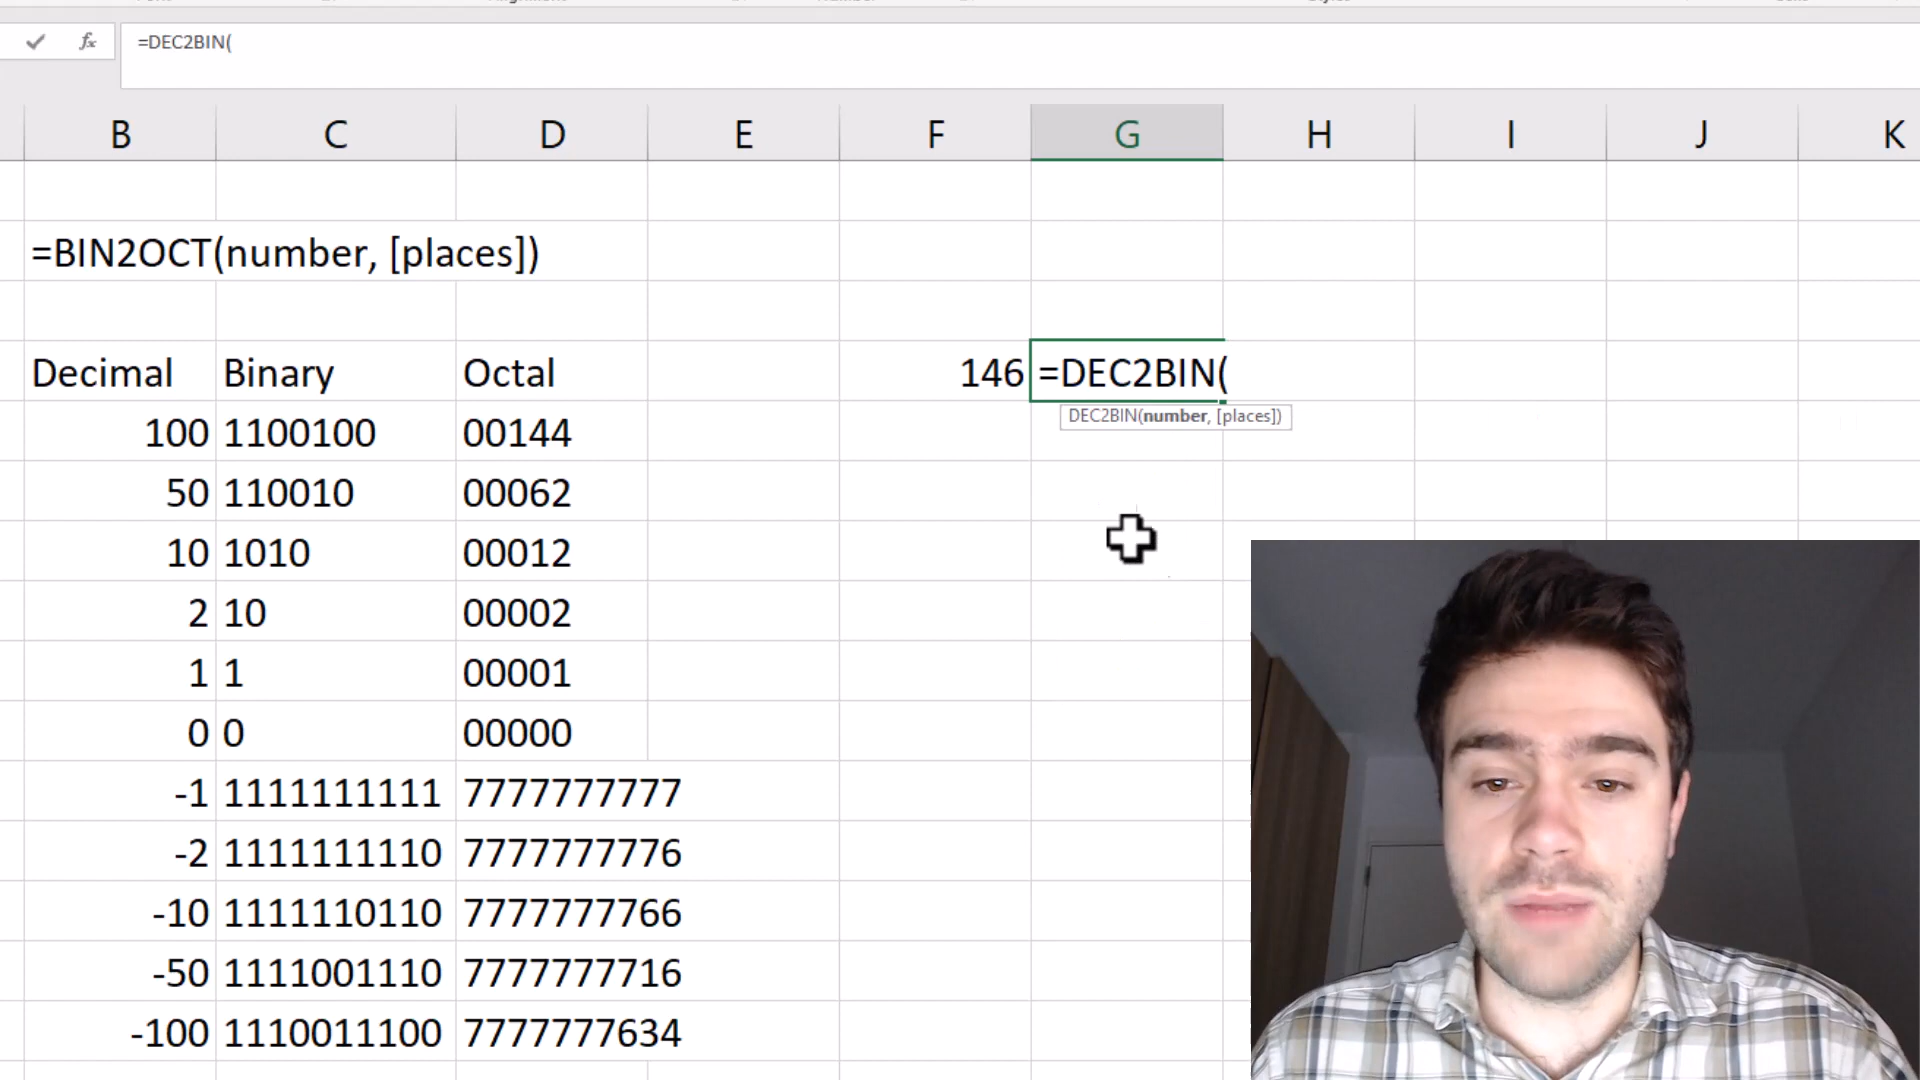 fx =DEC2BIN(
B C D E F G H I J K
=BIN2OCT(number, [places])
Decimal Binary Octal 146 =DEC2BIN(
DEC2BIN(number, [places])
100 1100100 00144
50 110010 00062
10 1010 00012
2 10 00002
1 1 00001
0 0 00000
-1 1111111111 7777777777
-2 1111111110 7777777776
-10 1111110110 7777777766
-50 1111001110 7777777716
-100 1110011100 7777777634